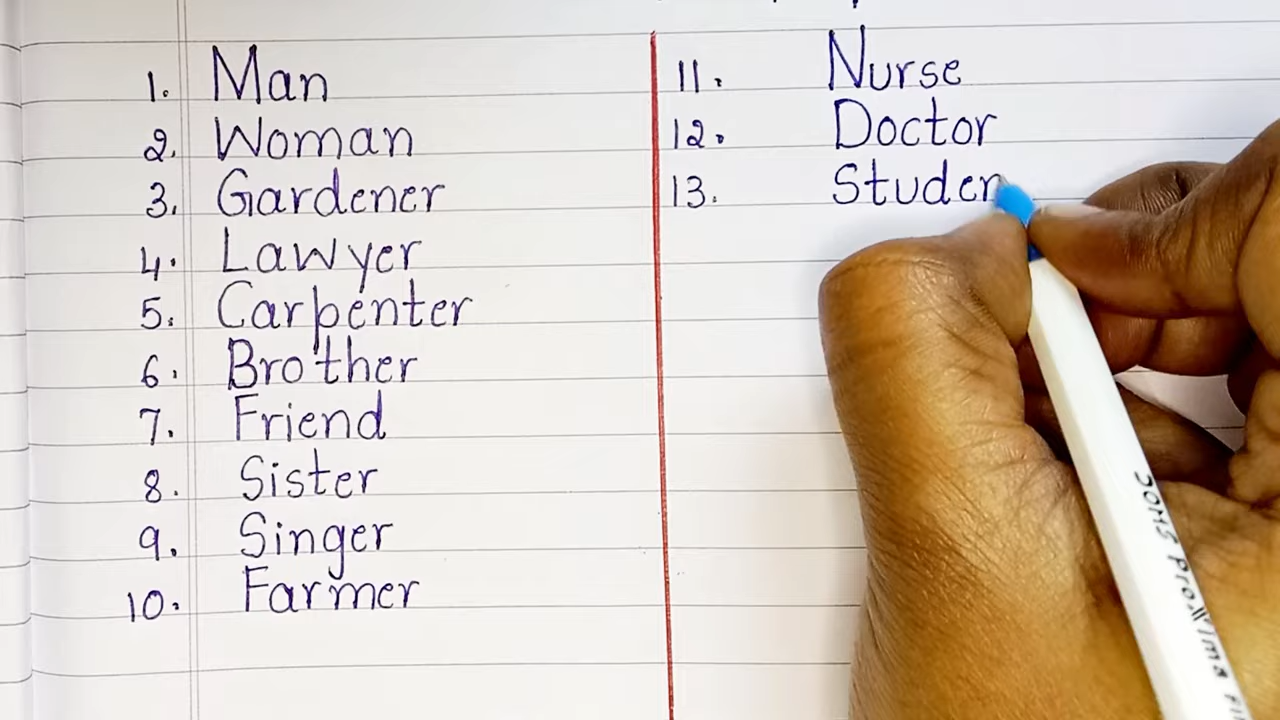 1. Man
2. Woman
3. Gardener
4. Lawyer
5. Carpenter
6. Brother
7. Friend
8. Sister
9. Singer
10. Farmer
11. Nurse
12. Doctor
13. Studen